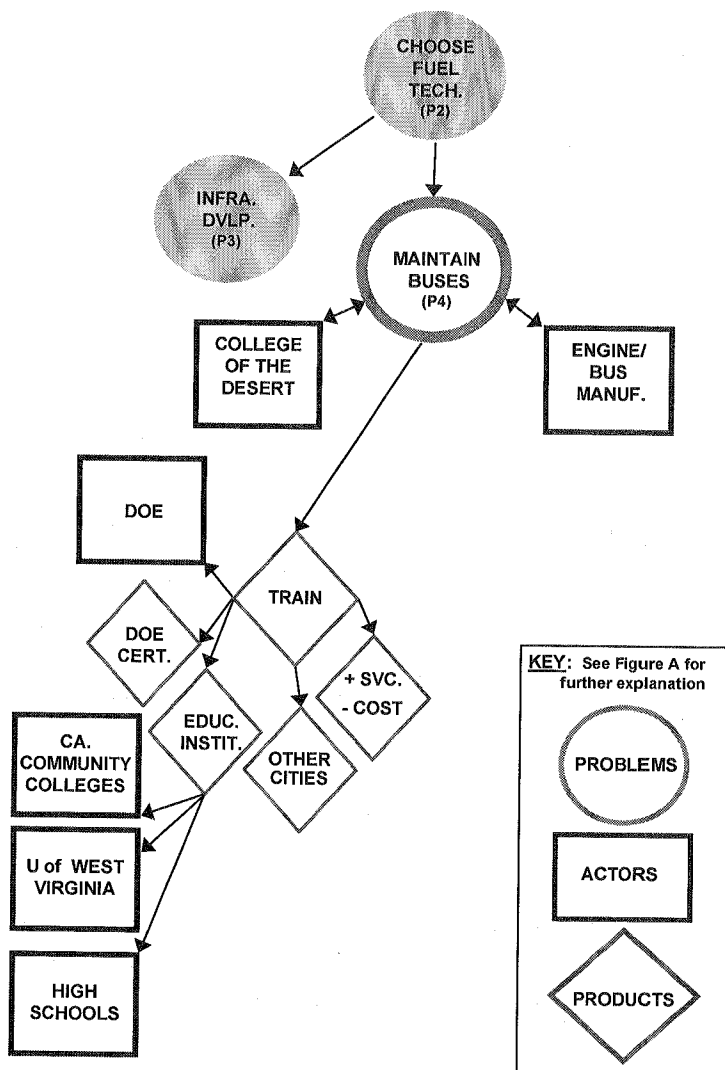 CHOOSE
FUEL
TECH.
(P2)
INFRA.
DVLP.
(P3)
MAINTAIN
BUSES
(P4)
COLLEGE
OF THE
DESERT
ENGINE/
BUS
MANUF.
DOE
TRAIN
DOE
CERT.
EDUC.
INSTIT.
OTHER
CITIES
+ SVC.
- COST
CA.
COMMUNITY
COLLEGES
U of WEST
VIRGINIA
HIGH
SCHOOLS
KEY: See Figure A for
further explanation
PROBLEMS
ACTORS
PRODUCTS